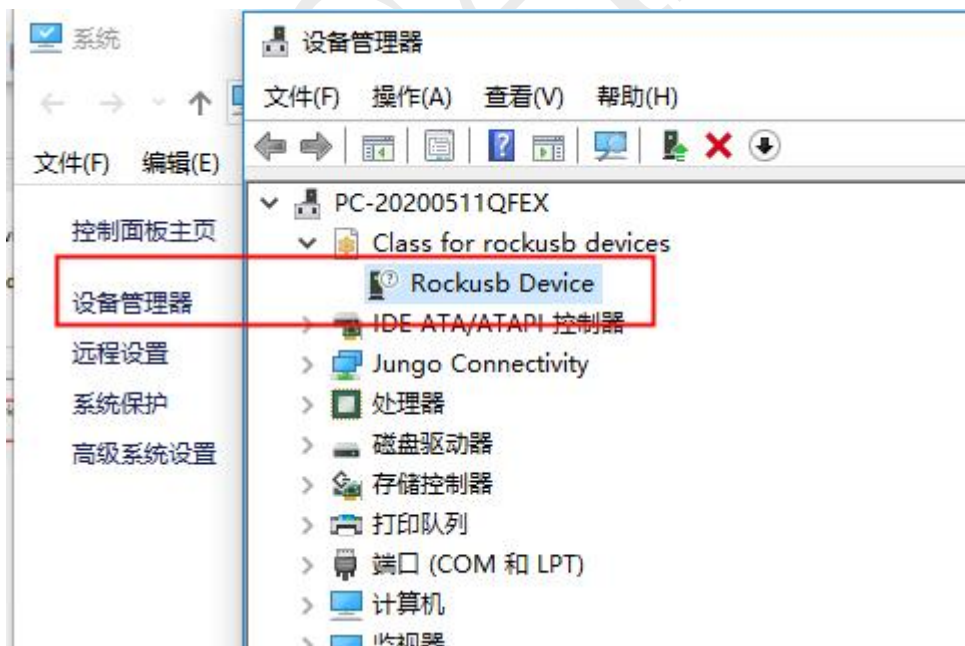 系统
文件(F) 编辑(E)
控制面板主页
设备管理器
远程设置
系统保护
高级系统设置
设备管理器
文件(F) 操作(A) 查看(V) 帮助(H)
PC-20200511QFEX
Class for rockusb devices
Rockusb Device
IDE ATA/ATAPI 控制器
Jungo Connectivity
处理器
磁盘驱动器
存储控制器
打印队列
端口 (COM 和 LPT)
计算机
监视器